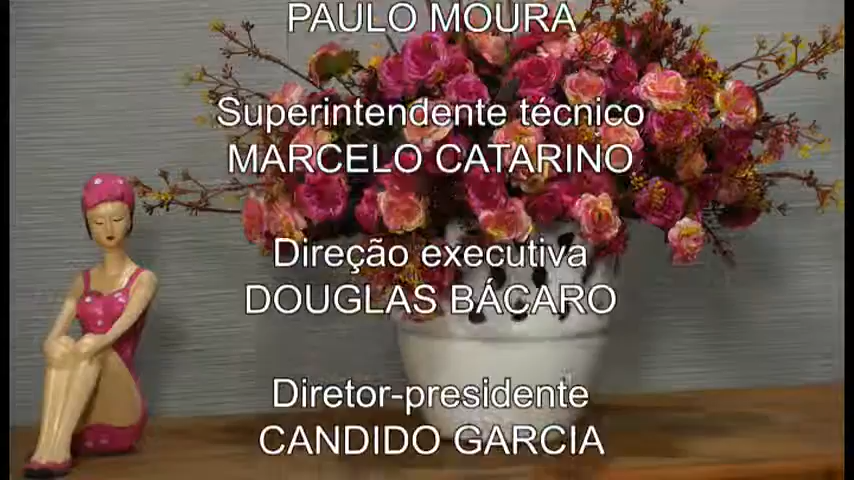 PAULO MOURA
Superintendente técnico
MARCELO CATARINO
Direção executiva
DOUGLAS BÁCARO
Diretor-presidente
CANDIDO GARCIA